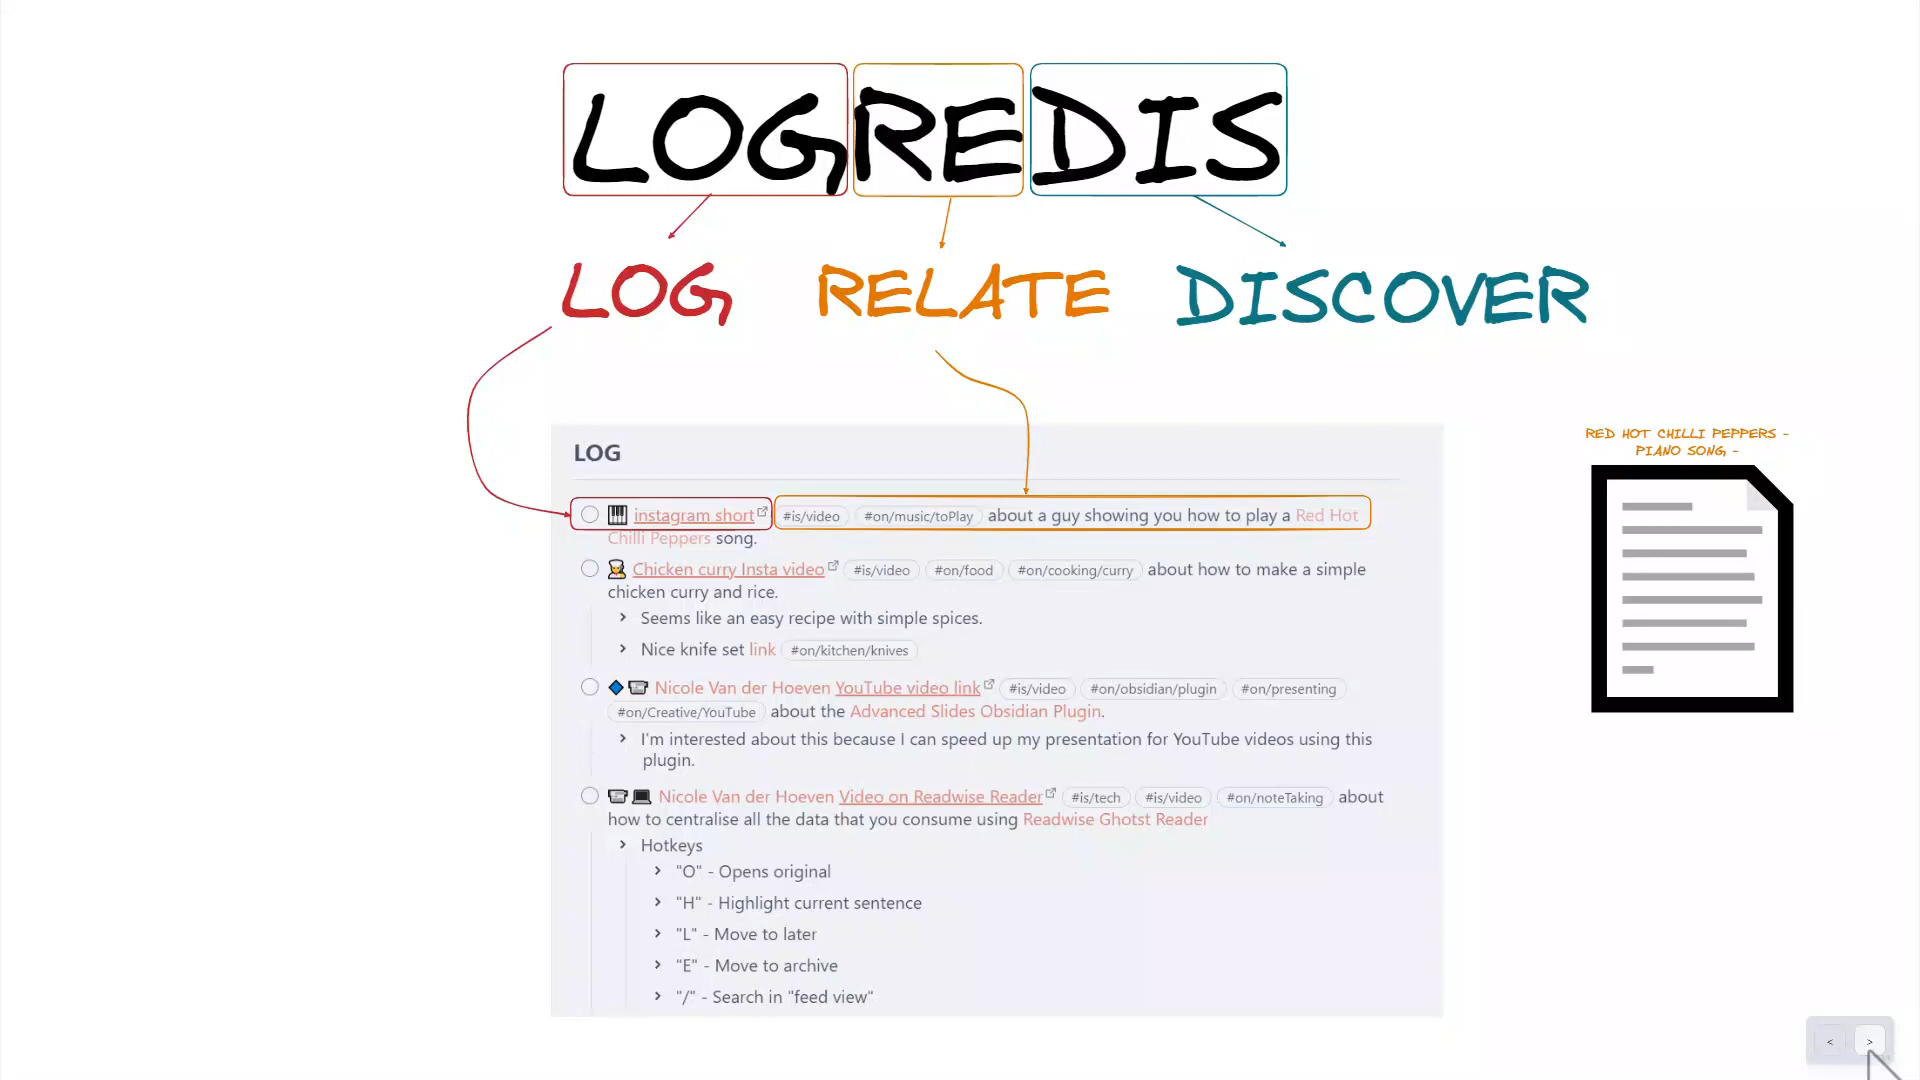 LOGREDIS
LOG RELATE DISCOVER
RED HOT CHILLI PEPPERS -
PIANO SONG -
LOG
instagram short #is/video #on/music/toPlay about a guy showing you how to play a Red Hot
Chilli Peppers song.
Chicken curry Insta video #is/video #on/food #on/cooking/curry about how to make a simple
chicken curry and rice.
Seems like an easy recipe with simple spices.
Nice knife set link #on/kitchen/knives
Nicole Van der Hoeven YouTube video link #is/video #on/obsidian/plugin #on/presenting
#on/Creative/YouTube about the Advanced Slides Obsidian Plugin.
I'm interested about this because I can speed up my presentation for YouTube videos using this
plugin.
Nicole Van der Hoeven Video on Readwise Reader #is/tech #is/video #on/noteTaking about
how to centralise all the data that you consume using Readwise Ghotst Reader
Hotkeys
"O" - Opens original
"H" - Highlight current sentence
"L" - Move to later
"E" - Move to archive
"/" - Search in "feed view"
< >